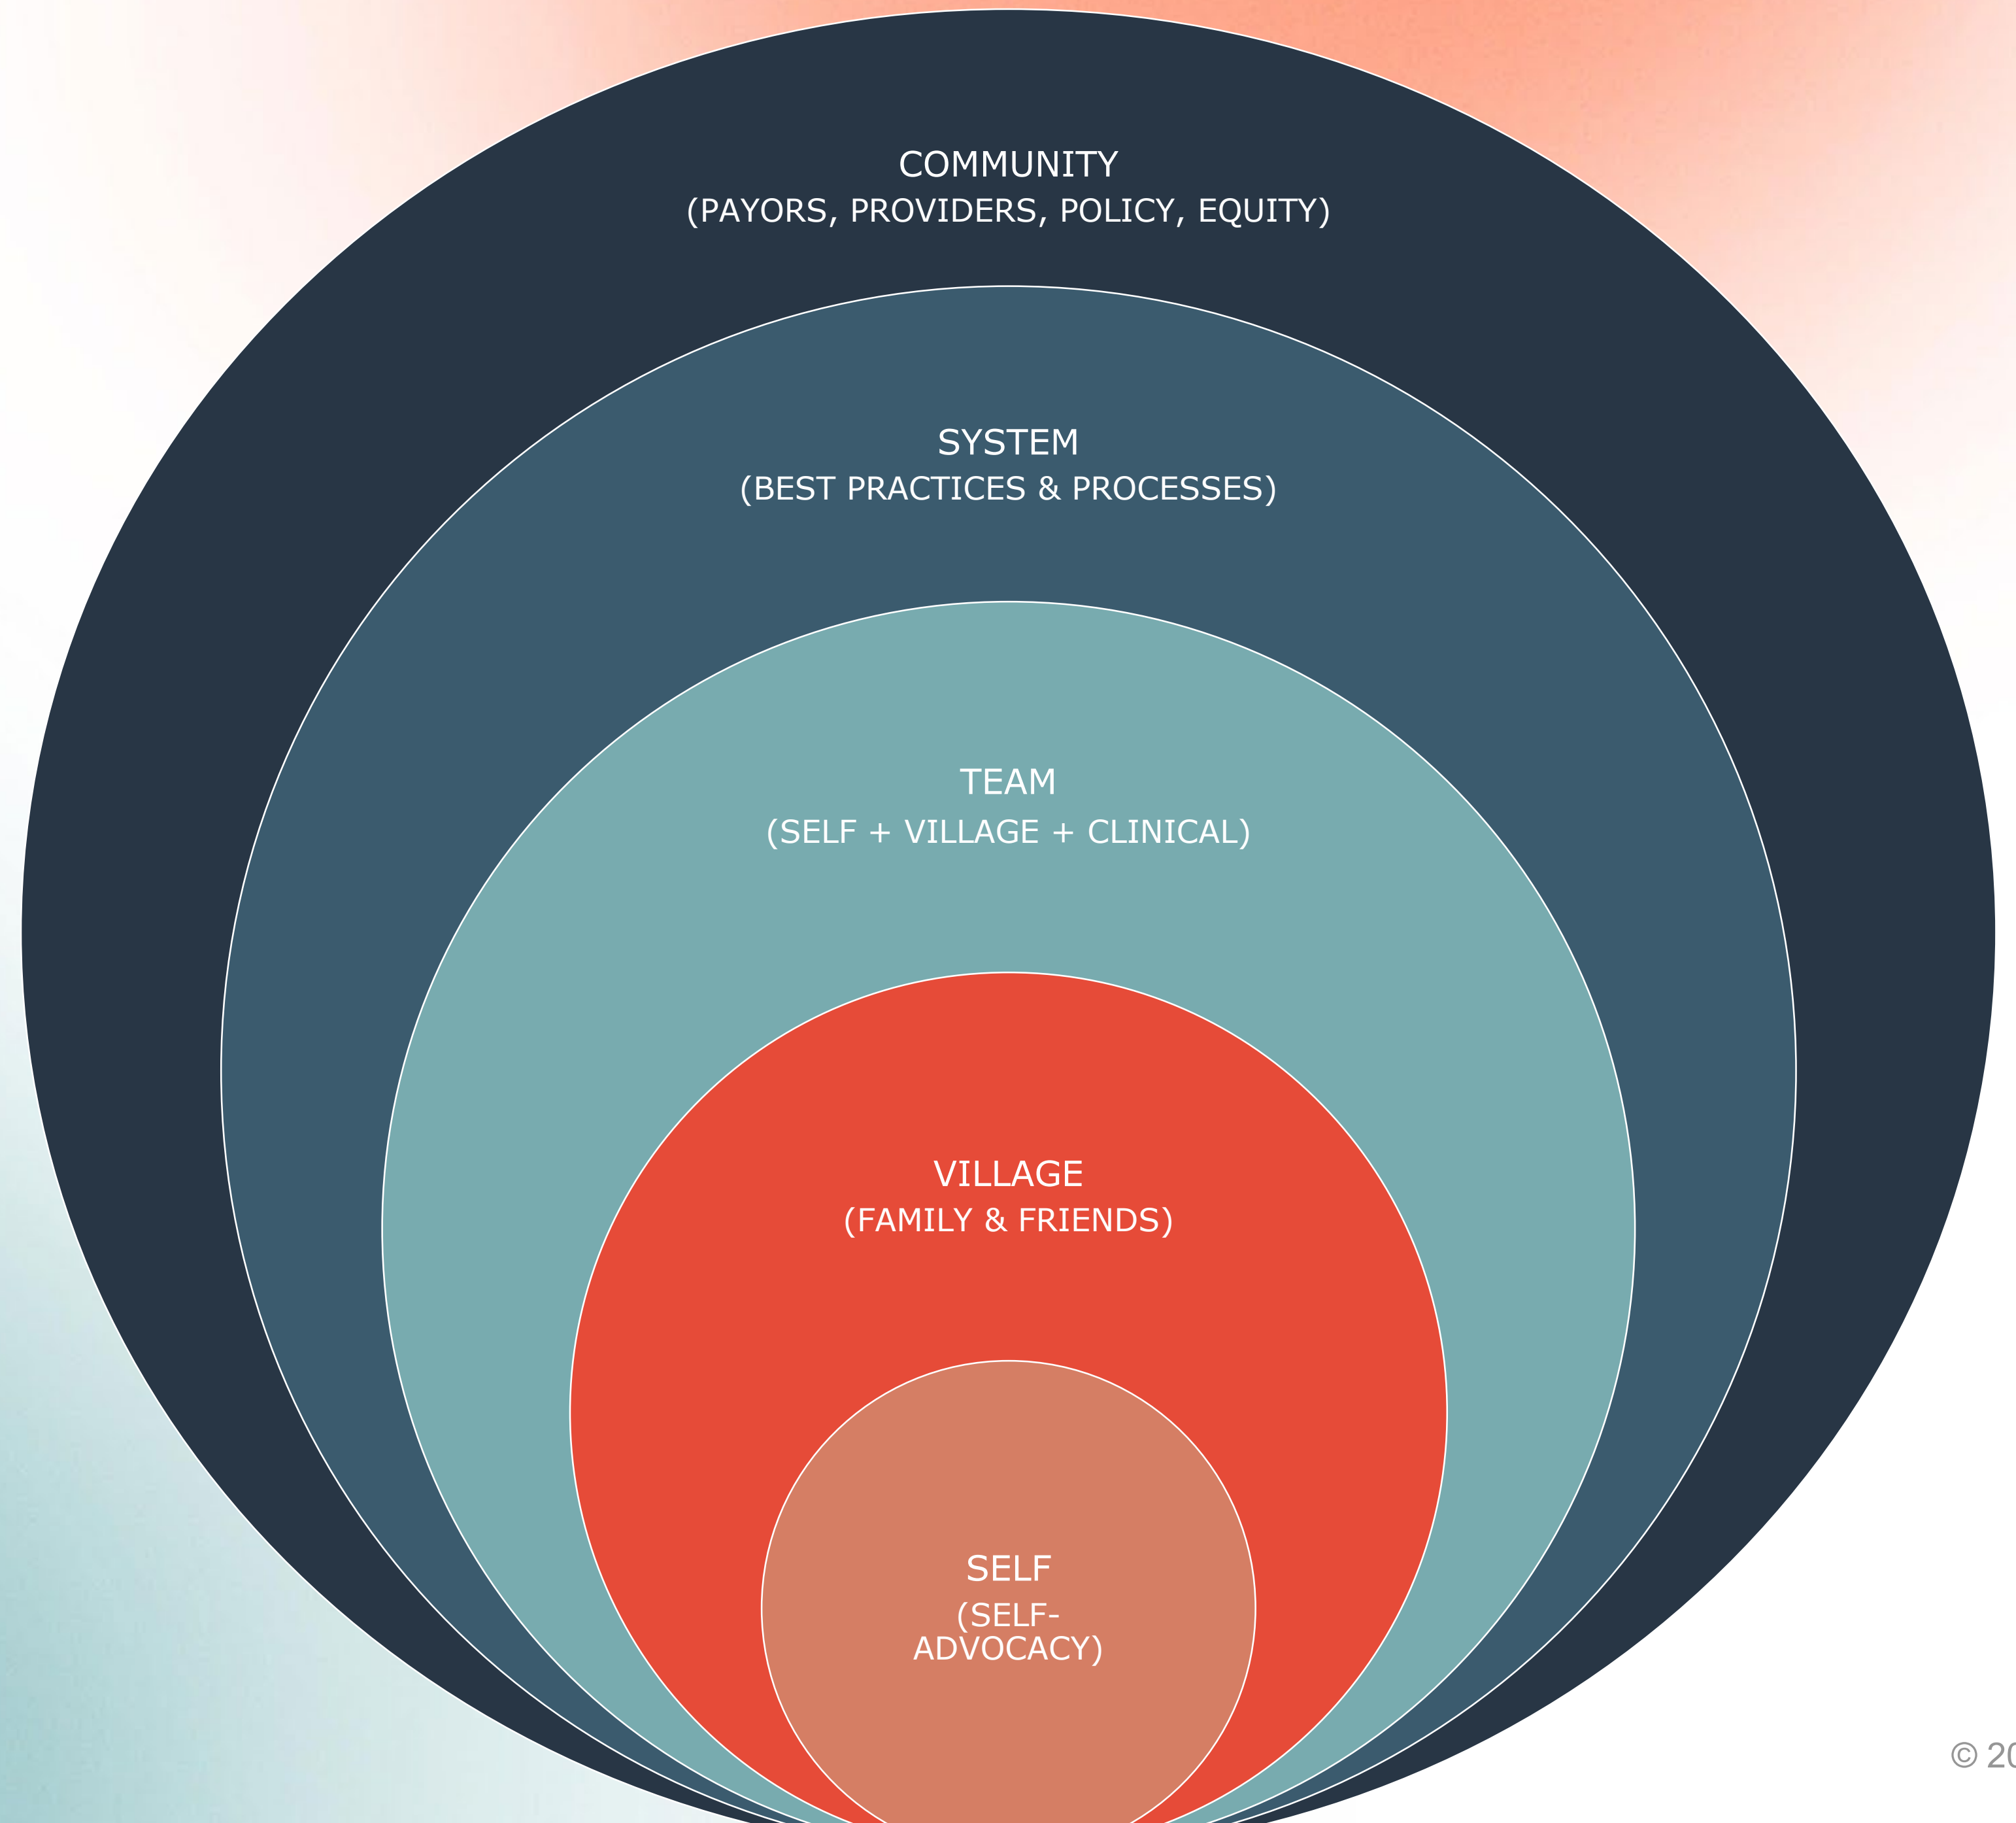 COMMUNITY
(PAYORS, PROVIDERS, POLICY, EQUITY)
SYSTEM
(BEST PRACTICES & PROCESSES)
TEAM
(SELF + VILLAGE + CLINICAL)
VILLAGE
(FAMILY & FRIENDS)
SELF
(SELF-
ADVOCACY)
©